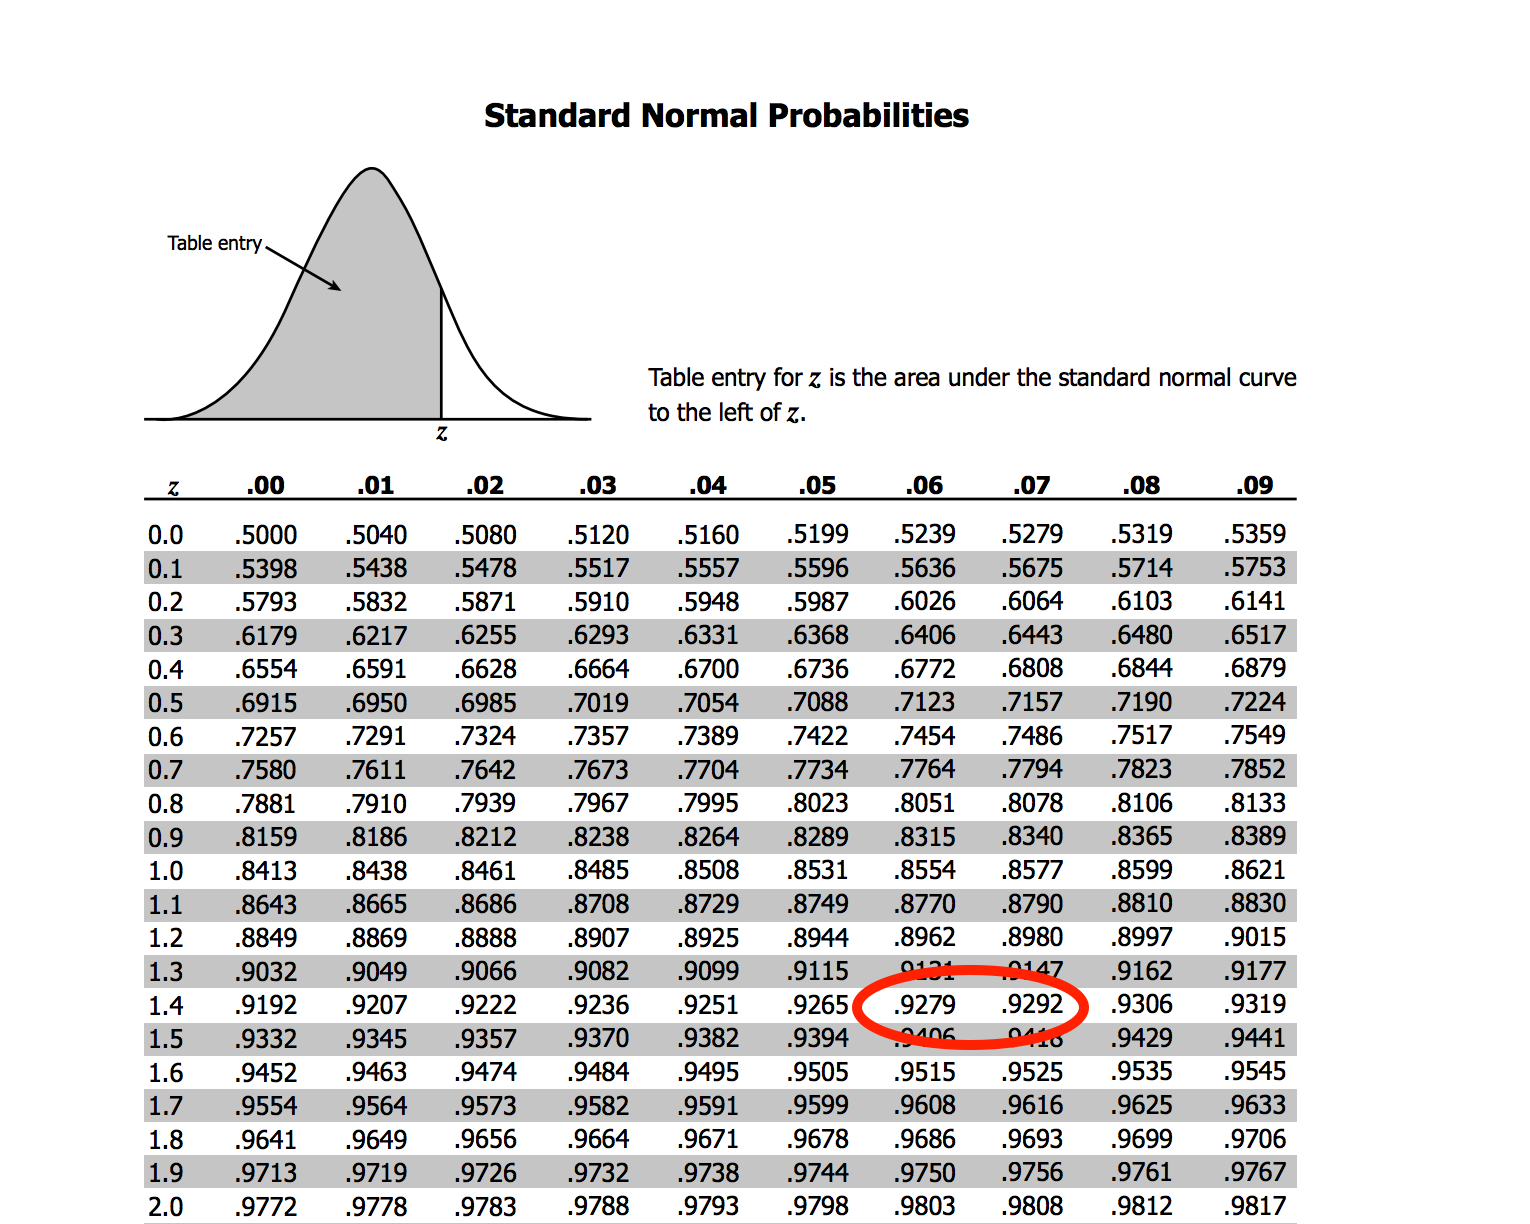 Standard Normal Probabilities
Table entry
Table entry for z is the area under the standard normal curve
to the left of z.
z
z .00 .01 .02 .03 .04 .05 .06 .07 .08 .09
0.0 .5000 .5040 .5080 .5120 .5160 .5199 .5239 .5279 .5319 .5359
0.1 .5398 .5438 .5478 .5517 .5557 .5596 .5636 .5675 .5714 .5753
0.2 .5793 .5832 .5871 .5910 .5948 .5987 .6026 .6064 .6103 .6141
0.3 .6179 .6217 .6255 .6293 .6331 .6368 .6406 .6443 .6480 .6517
0.4 .6554 .6591 .6628 .6664 .6700 .6736 .6772 .6808 .6844 .6879
0.5 .6915 .6950 .6985 .7019 .7054 .7088 .7123 .7157 .7190 .7224
0.6 .7257 .7291 .7324 .7357 .7389 .7422 .7454 .7486 .7517 .7549
0.7 .7580 .7611 .7642 .7673 .7704 .7734 .7764 .7794 .7823 .7852
0.8 .7881 .7910 .7939 .7967 .7995 .8023 .8051 .8078 .8106 .8133
0.9 .8159 .8186 .8212 .8238 .8264 .8289 .8315 .8340 .8365 .8389
1.0 .8413 .8438 .8461 .8485 .8508 .8531 .8554 .8577 .8599 .8621
1.1 .8643 .8665 .8686 .8708 .8729 .8749 .8770 .8790 .8810 .8830
1.2 .8849 .8869 .8888 .8907 .8925 .8944 .8962 .8980 .8997 .9015
1.3 .9032 .9049 .9066 .9082 .9099 .9115 .9131 .9147 .9162 .9177
1.4 .9192 .9207 .9222 .9236 .9251 .9265 .9279 .9292 .9306 .9319
1.5 .9332 .9345 .9357 .9370 .9382 .9394 .9406 .9418 .9429 .9441
1.6 .9452 .9463 .9474 .9484 .9495 .9505 .9515 .9525 .9535 .9545
1.7 .9554 .9564 .9573 .9582 .9591 .9599 .9608 .9616 .9625 .9633
1.8 .9641 .9649 .9656 .9664 .9671 .9678 .9686 .9693 .9699 .9706
1.9 .9713 .9719 .9726 .9732 .9738 .9744 .9750 .9756 .9761 .9767
2.0 .9772 .9778 .9783 .9788 .9793 .9798 .9803 .9808 .9812 .9817